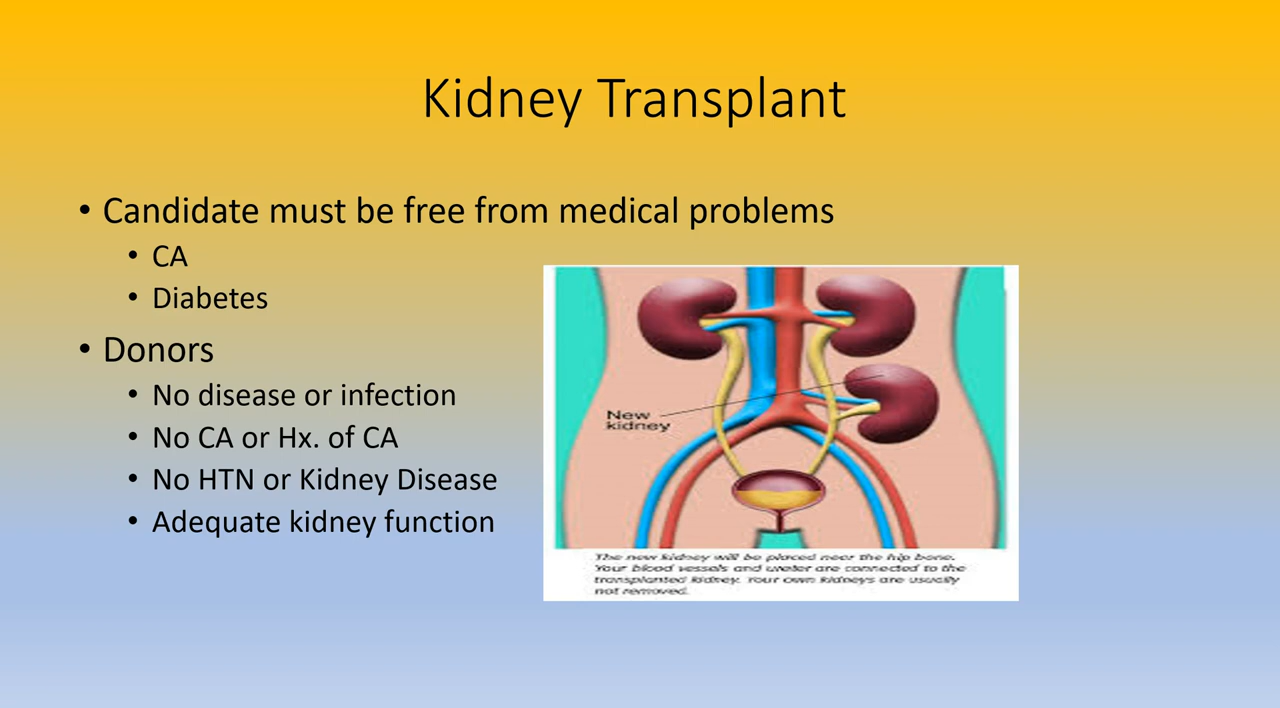 Kidney Transplant
• Candidate must be free from medical problems
• CA
• Diabetes
• Donors
• No disease or infection
• No CA or Hx. of CA
• No HTN or Kidney Disease
• Adequate kidney function
New
kidney
The new kidney will be placed near the hip bone.
Your blood vessels and ureter are connected to the
transplanted kidney. Your own kidneys are usually
not removed.